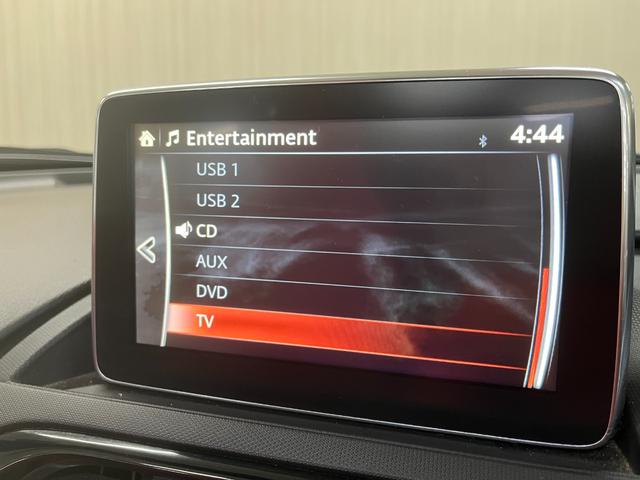 Entertainment 4:44
USB 1
USB 2
CD
AUX
DVD
TV